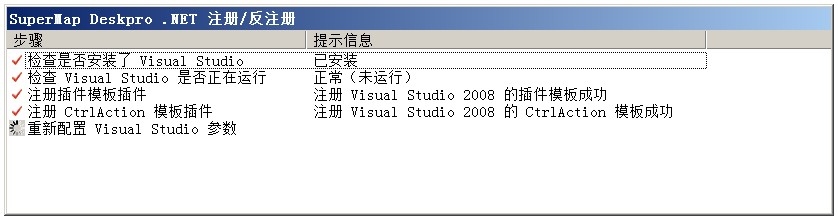 SuperMap Deskpro .NET 注册/反注册
步骤 提示信息
检查是否安装了 Visual Studio 已安装
检查 Visual Studio 是否正在运行 正常（未运行）
注册插件模板插件 注册 Visual Studio 2008 的插件模板成功
注册 CtrlAction 模板插件 注册 Visual Studio 2008 的 CtrlAction 模板成功
重新配置 Visual Studio 参数